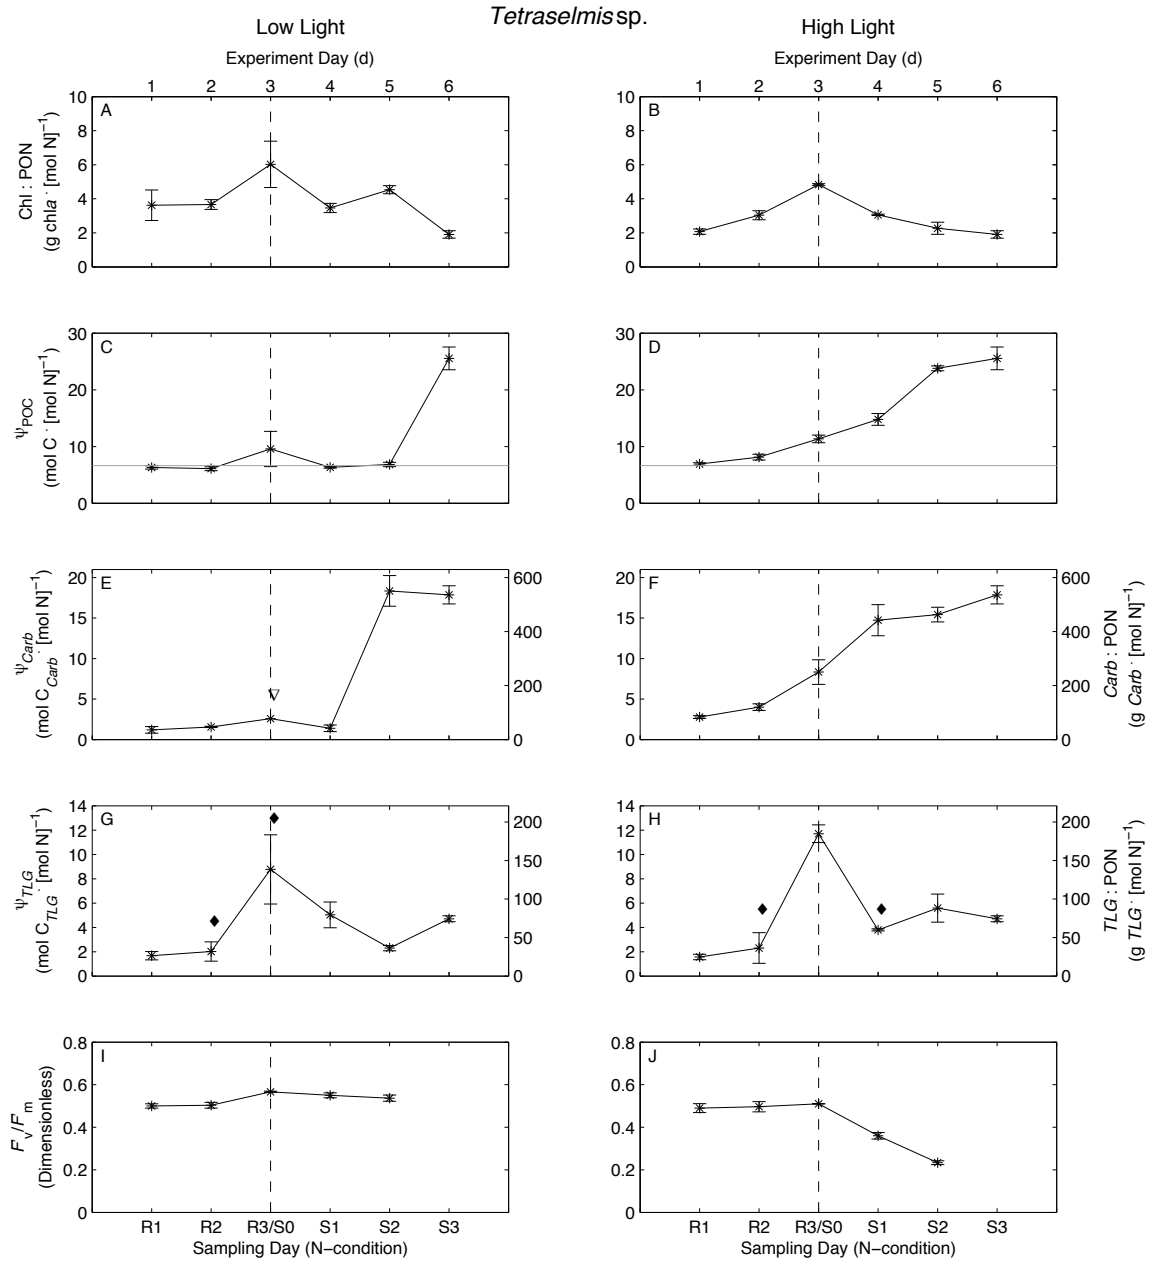 Tetraselmis sp.
Low Light
High Light
Experiment Day (d)
Experiment Day (d)
1 2 3 4 5 6
1 2 3 4 5 6
A
Chl : PON
(g chla · [mol N]−1)
10
8
6
4
2
0
B
10
8
6
4
2
0
C
ψPOC
(mol C · [mol N]−1)
30
20
10
0
D
30
20
10
0
E
ψCarb
(mol CCarb · [mol N]−1)
20
15
10
5
0
600
400
200
0
F
20
15
10
5
0
600
400
200
0
Carb : PON
(g Carb · [mol N]−1)
G
ψTLG
(mol CTLG · [mol N]−1)
14
12
10
8
6
4
2
0
200
150
100
50
0
H
14
12
10
8
6
4
2
0
200
150
100
50
0
TLG : PON
(g TLG · [mol N]−1)
I
Fv/Fm
(Dimensionless)
0.8
0.6
0.4
0.2
0
J
0.8
0.6
0.4
0.2
0
R1 R2 R3/S0 S1 S2 S3
R1 R2 R3/S0 S1 S2 S3
Sampling Day (N−condition)
Sampling Day (N−condition)